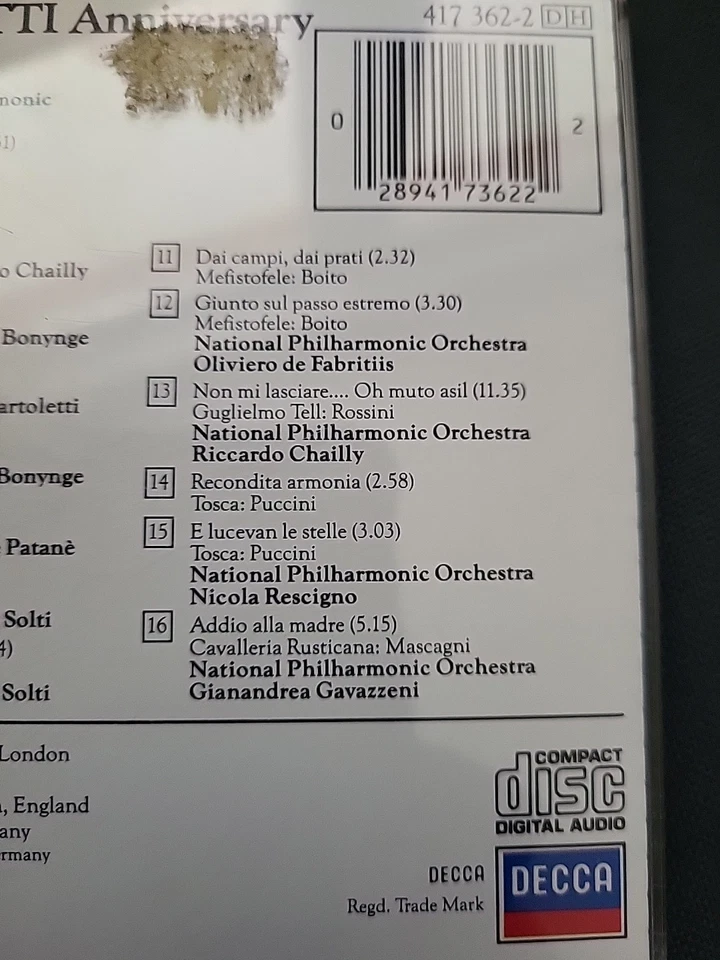 TTI Anniversary
417 362-2 DH
monic
1)
0
2
28941 73622
o Chailly
Bonynge
artoletti
Bonynge
Patanè
Solti
4)
Solti
11 Dai campi, dai prati (2.32)
Mefistofele: Boito
12 Giunto sul passo estremo (3.30)
Mefistofele: Boito
National Philharmonic Orchestra
Oliviero de Fabritiis
13 Non mi lasciare.... Oh muto asil (11.35)
Guglielmo Tell: Rossini
National Philharmonic Orchestra
Riccardo Chailly
14 Recondita armonia (2.58)
Tosca: Puccini
15 E lucevan le stelle (3.03)
Tosca: Puccini
National Philharmonic Orchestra
Nicola Rescigno
16 Addio alla madre (5.15)
Cavalleria Rusticana: Mascagni
National Philharmonic Orchestra
Gianandrea Gavazzeni
London
, England
any
rmany
COMPACT
disc
DIGITAL AUDIO
DECCA
Regd. Trade Mark
DECCA